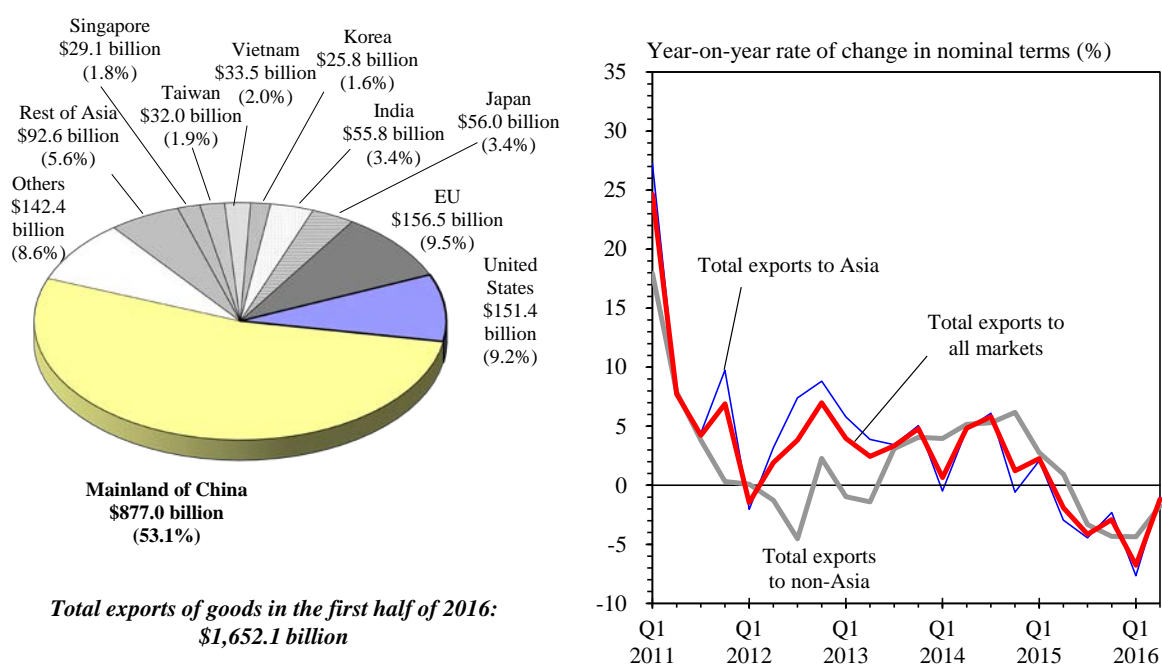 Singapore
$29.1 billion
(1.8%)
Vietnam
$33.5 billion
(2.0%)
Korea
$25.8 billion
(1.6%)
Rest of Asia
$92.6 billion
(5.6%)
Taiwan
$32.0 billion
(1.9%)
India
$55.8 billion
(3.4%)
Japan
$56.0 billion
(3.4%)
Others
$142.4
billion
(8.6%)
EU
$156.5 billion
(9.5%)
United
States
$151.4
billion
(9.2%)
Mainland of China
$877.0 billion
(53.1%)
Total exports of goods in the first half of 2016:
$1,652.1 billion
Year-on-year rate of change in nominal terms (%)
35
30
25
20
15
10
5
0
-5
-10
Total exports to Asia
Total exports to
all markets
Total exports
to non-Asia
Q1 Q1 Q1 Q1 Q1 Q1
2011 2012 2013 2014 2015 2016